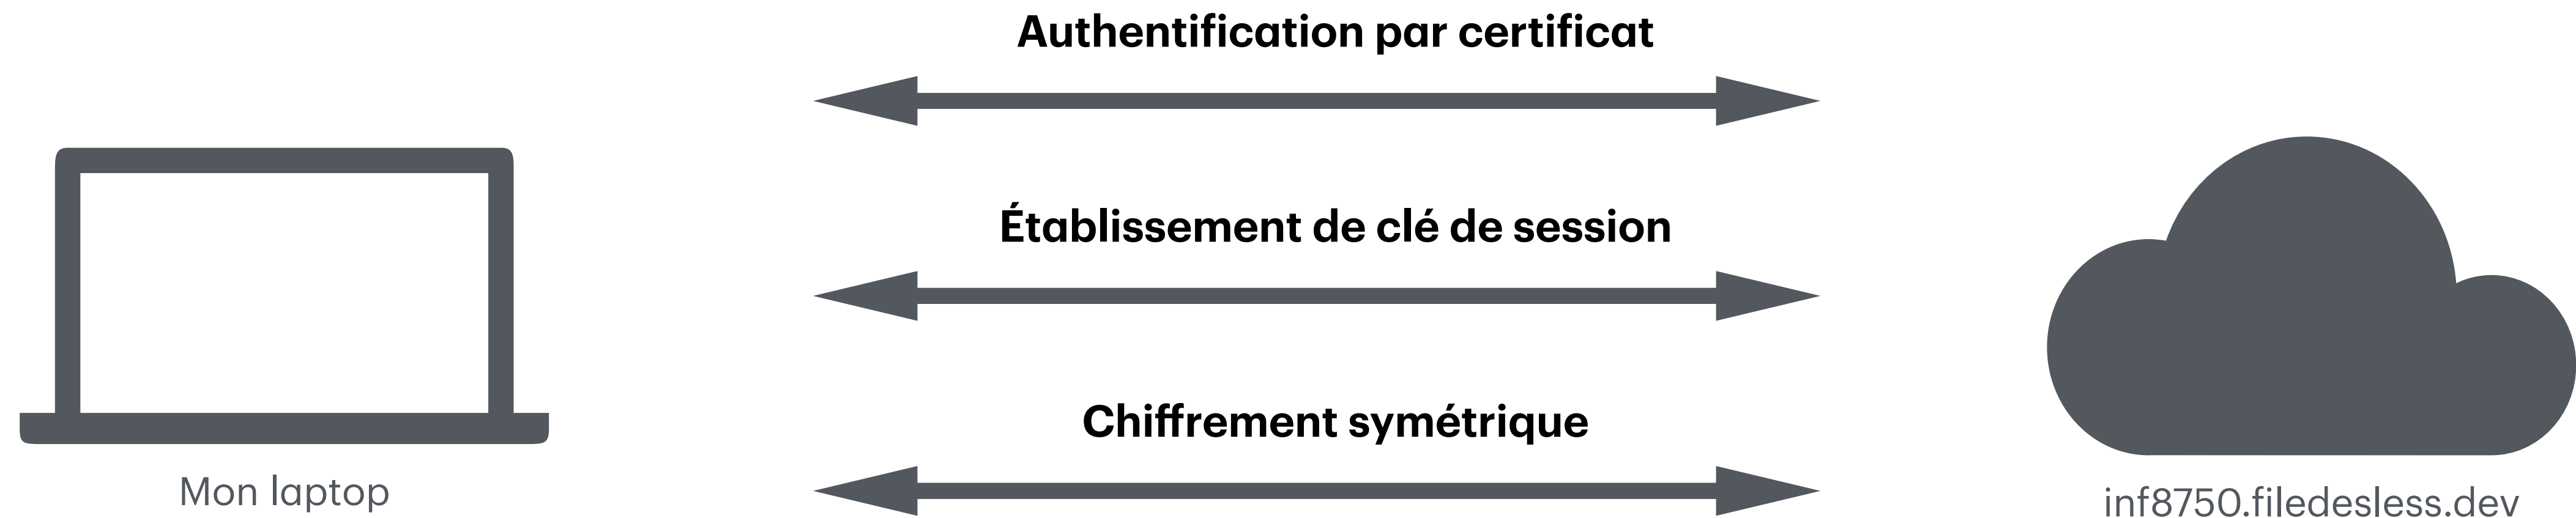 Authentification par certificat
Établissement de clé de session
Chiffrement symétrique
Mon laptop
inf8750.filedesless.dev